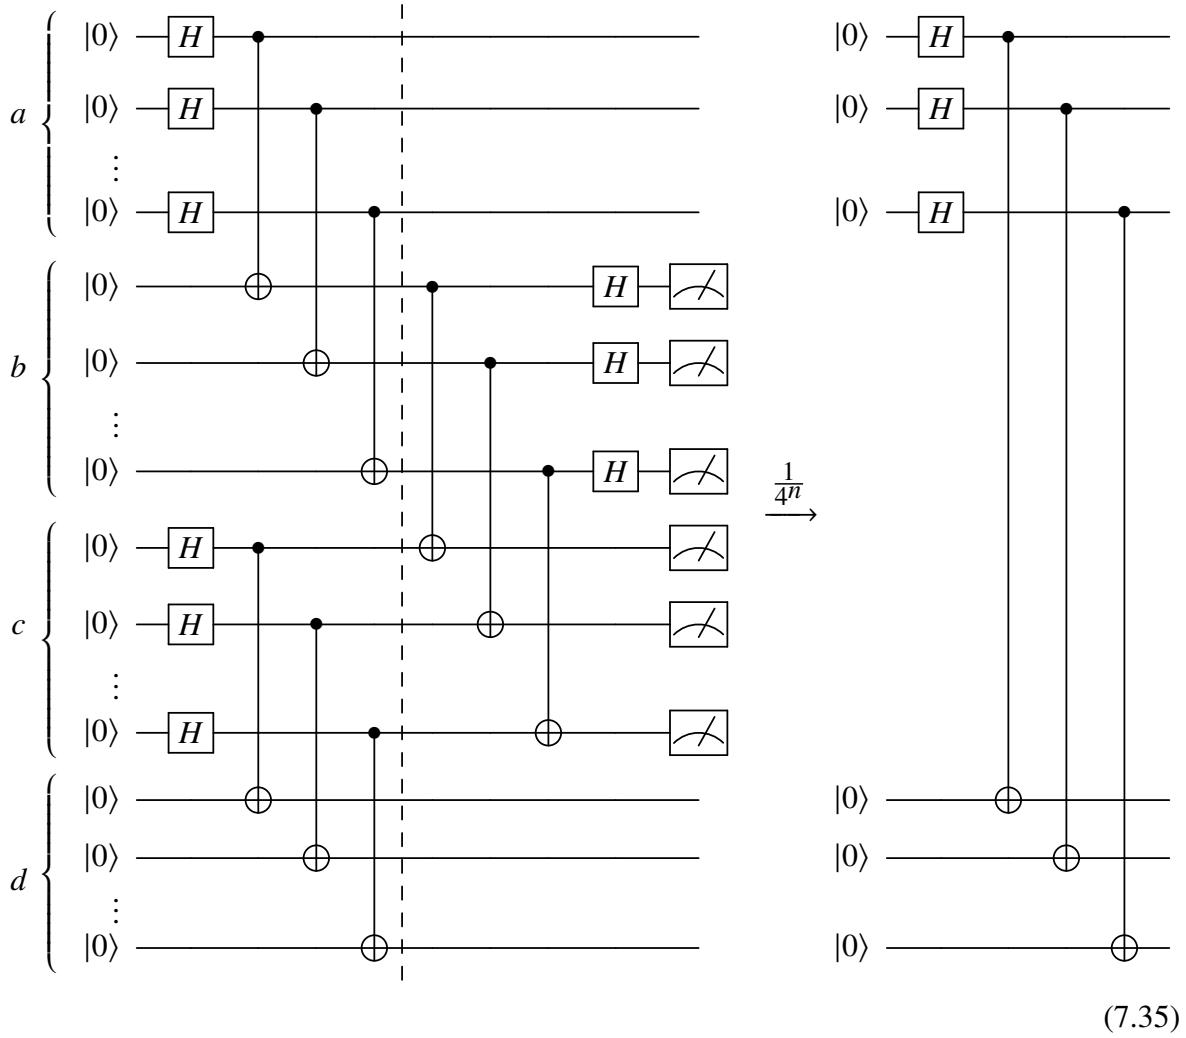 |0⟩ H |0⟩ H
a |0⟩ H |0⟩ H
⋮
|0⟩ H |0⟩ H
|0⟩ H
b |0⟩ H
⋮
|0⟩ H
1/4ⁿ
|0⟩ H
c |0⟩ H
⋮
|0⟩ H
|0⟩ |0⟩
d |0⟩ |0⟩
⋮
|0⟩ |0⟩
(7.35)